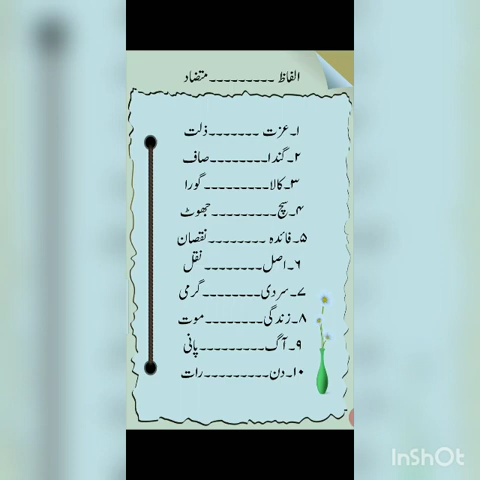 الفاظ ---------متضاد
۱۔عزت -------ذلت
۲۔گندا--------صاف
۳۔کالا---------گورا
۴۔سچ---------جھوٹ
۵۔فائدہ --------نقصان
۶۔اصل--------نقل
۷۔سردی--------گرمی
۸۔زندگی--------موت
۹۔آگ---------پانی
۱۰۔دن---------رات
InShOt